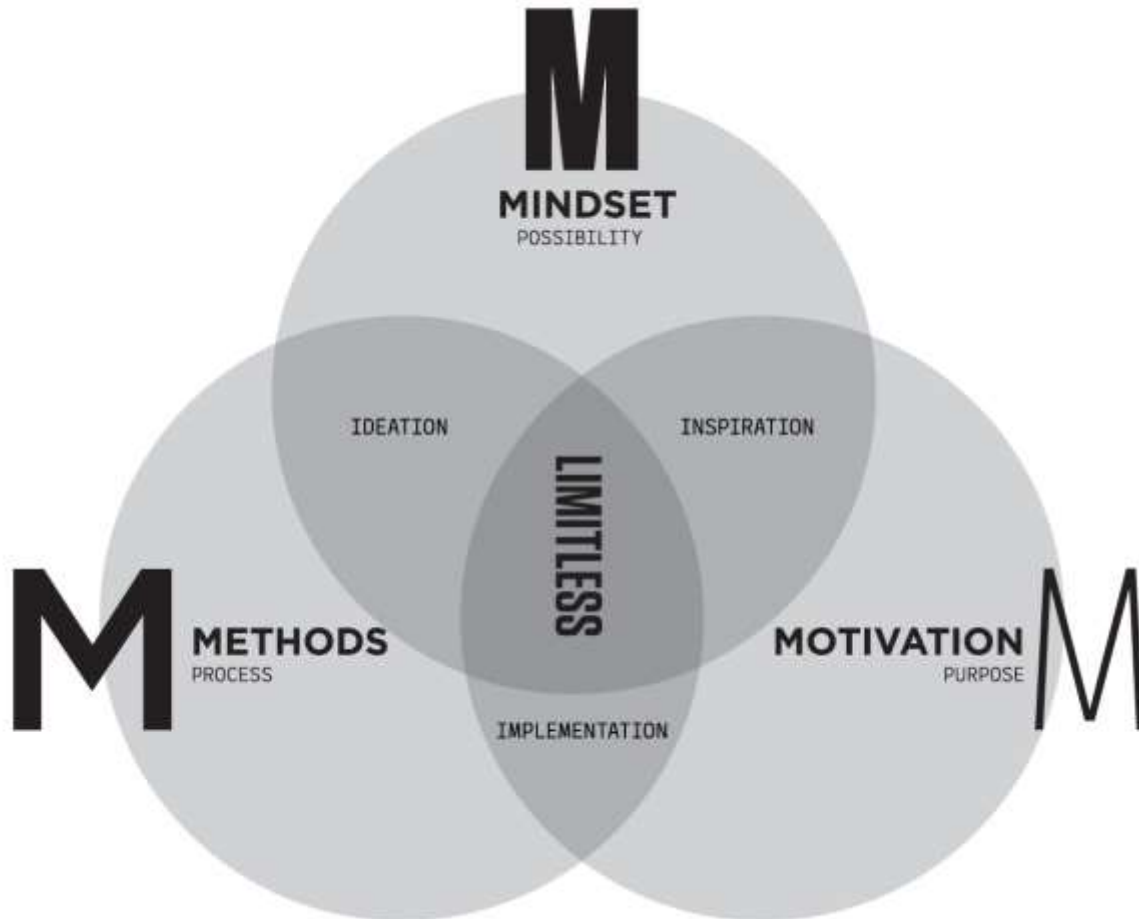 M
MINDSET
POSSIBILITY
IDEATION
INSPIRATION
LIMITLESS
M
METHODS
PROCESS
MOTIVATION
PURPOSE
M
IMPLEMENTATION